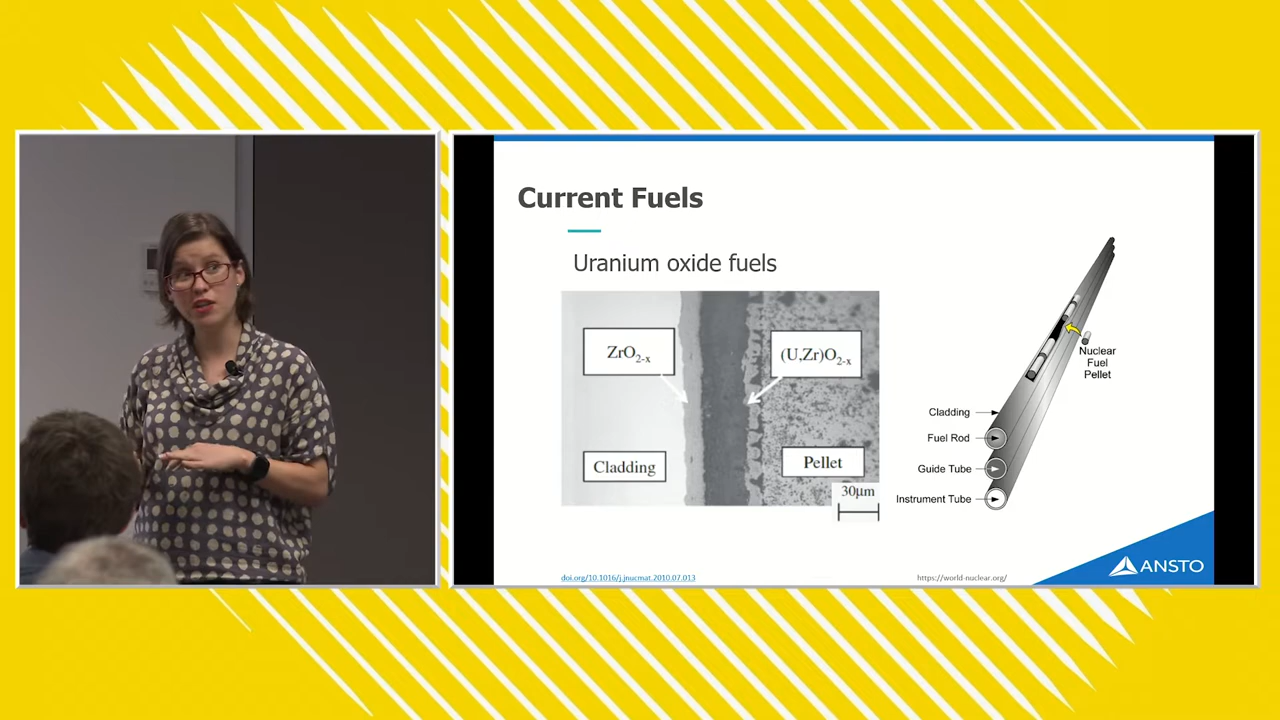 Current Fuels
Uranium oxide fuels
ZrO2-x
(U,Zr)O2-x
Cladding
Pellet
30µm
Nuclear
Fuel
Pellet
Cladding
Fuel Rod
Guide Tube
Instrument Tube
doi.org/10.1016/j.jnucmat.2010.07.013
https://world-nuclear.org/
ANSTO